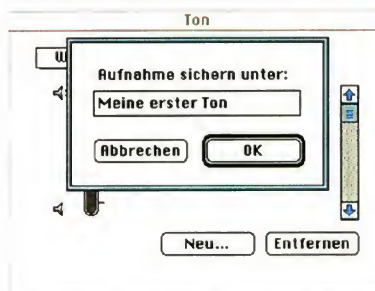 Ton
W
Aufnahme sichern unter:
Meine erster Ton
Abbrechen
OK
Neu...
Entfernen